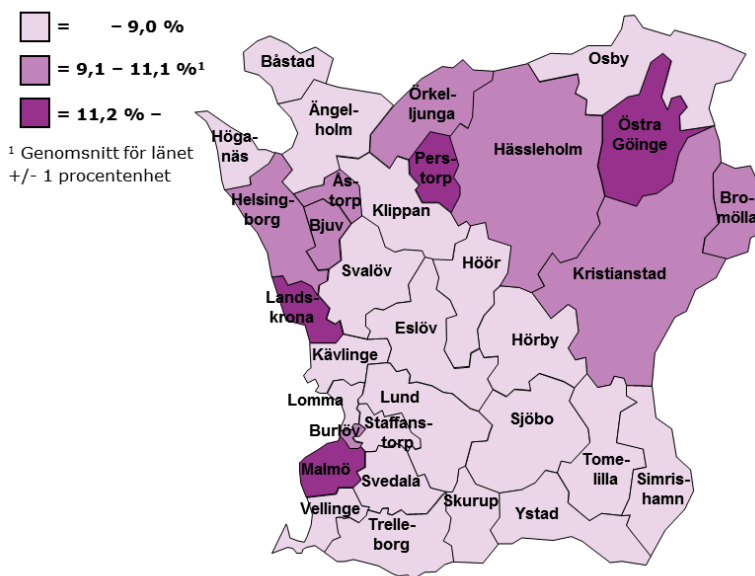 = – 9,0 %
= 9,1 – 11,1 %¹
= 11,2 % –
¹ Genomsnitt för länet
+/- 1 procentenhet
Båstad
Ängel-
holm
Höga-
näs
Örkel-
ljunga
Osby
Östra
Göinge
Hässleholm
Pers-
torp
Helsing-
borg
Ås-
torp
Bjuv
Klippan
Bro-
mölla
Svalöv
Höör
Kristianstad
Lands-
krona
Eslöv
Hörby
Kävlinge
Lomma
Lund
Sjöbo
Burlöv
Staffans-
torp
Malmö
Svedala
Tome-
lilla
Simris-
hamn
Vellinge
Skurup
Ystad
Trelle-
borg